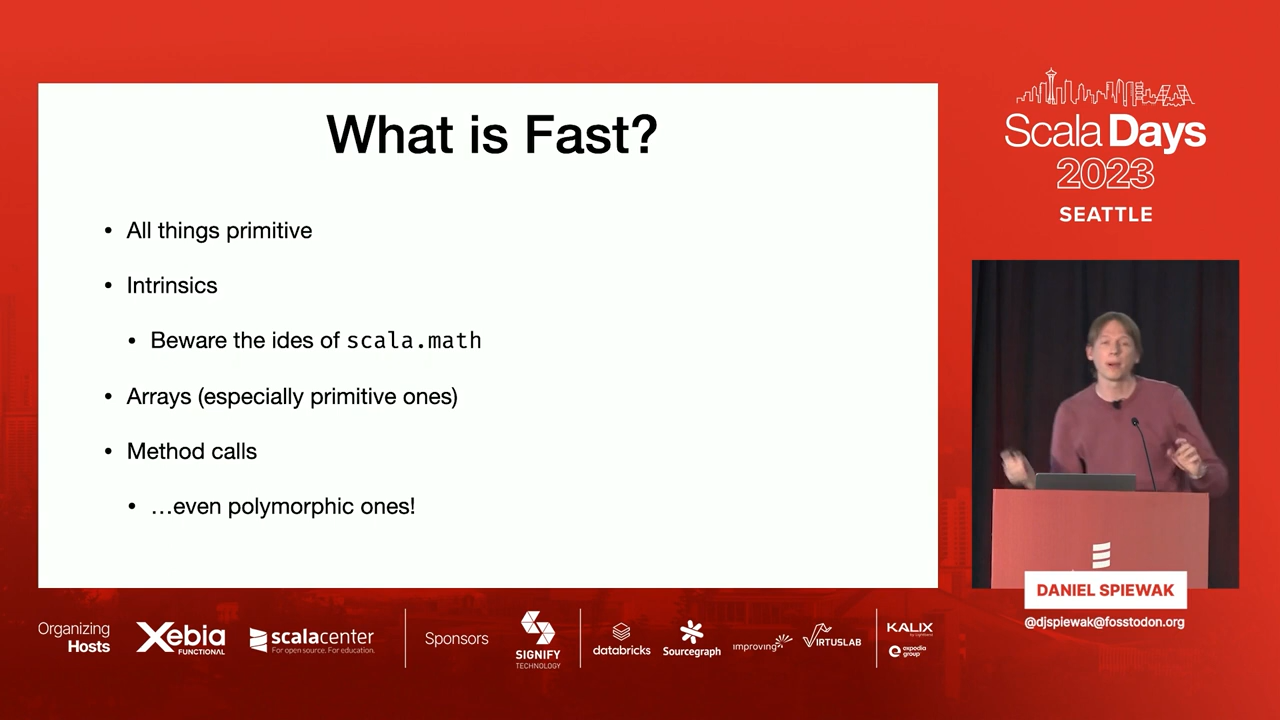 What is Fast?
• All things primitive
• Intrinsics
• Beware the ides of scala.math
• Arrays (especially primitive ones)
• Method calls
• …even polymorphic ones!
Scala Days
2023
SEATTLE
DANIEL SPIEWAK
@djspiewak@fosstodon.org
Organizing
Hosts
Xebia
FUNCTIONAL
scalacenter
For open source. For education.
Sponsors
SIGNIFY
TECHNOLOGY
databricks
Sourcegraph
improving
VIRTUSLAB
KALIX
by Lightbend
expedia
group